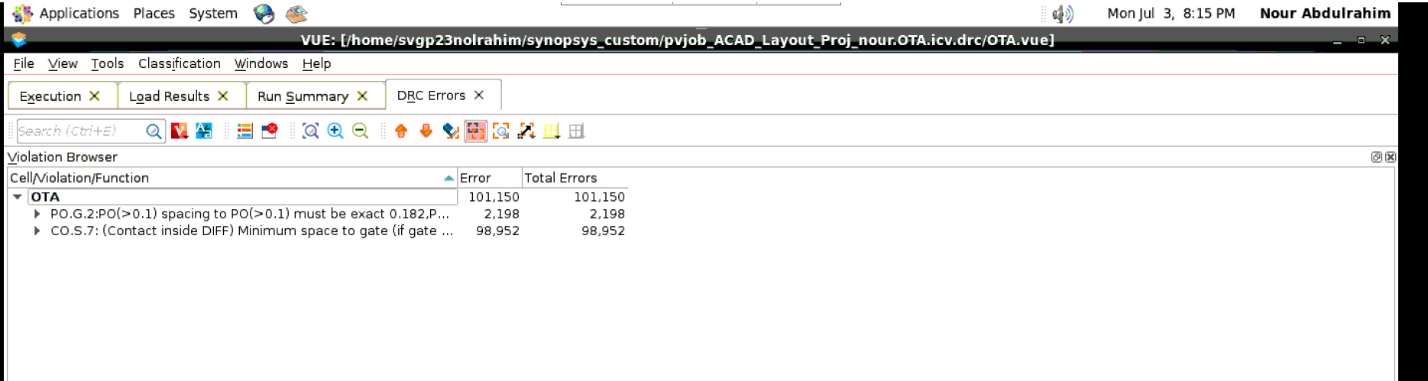 Applications Places System Mon Jul 3, 8:15 PM Nour Abdulrahim
VUE: [/home/svgp23nolrahim/synopsys_custom/pvjob_ACAD_Layout_Proj_nour.OTA.icv.drc/OTA.vue]
File View Tools Classification Windows Help
Execution X Load Results X Run Summary X DRC Errors X
Search (Ctrl+E)
Violation Browser
Cell/Violation/Function Error Total Errors
OTA 101,150 101,150
PO.G.2:PO(>0.1) spacing to PO(>0.1) must be exact 0.182,P... 2,198 2,198
CO.S.7: (Contact inside DIFF) Minimum space to gate (if gate ... 98,952 98,952